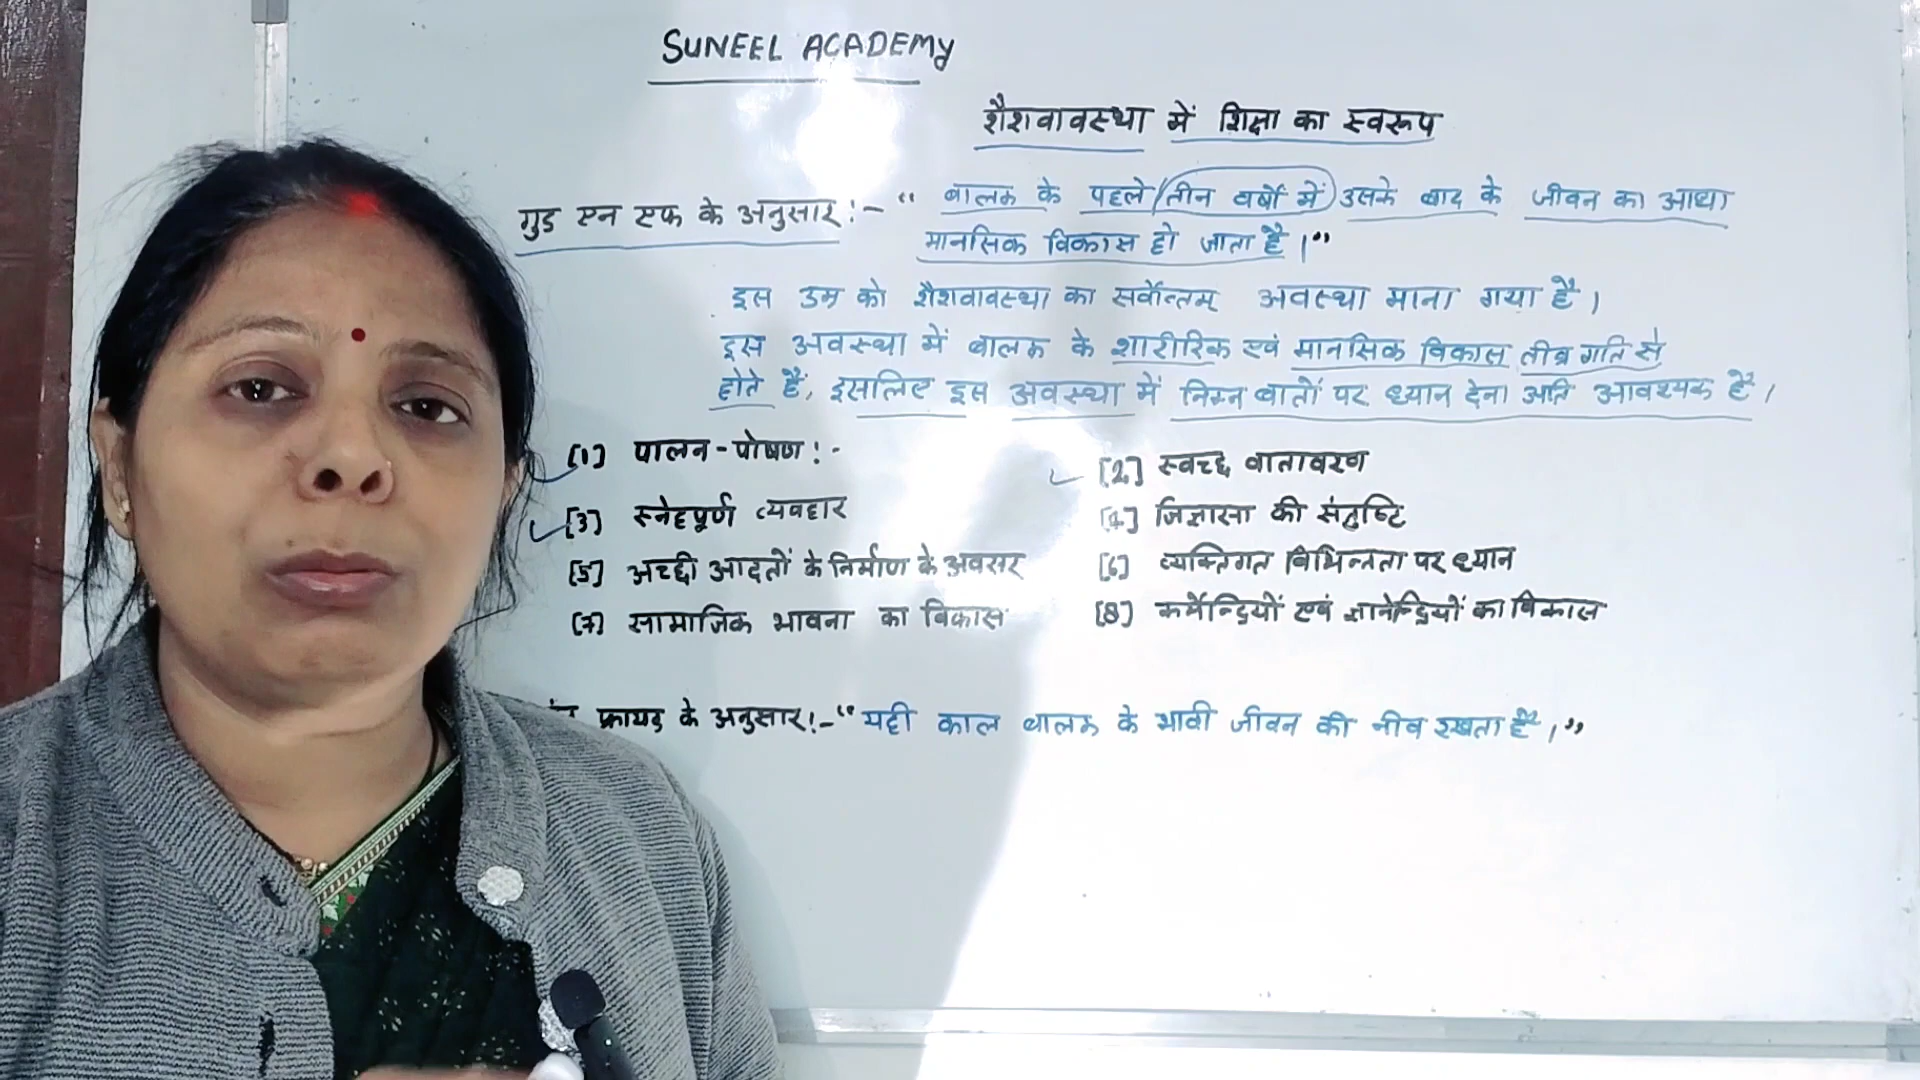 SUNEEL ACADEMY
शैशवावस्था में शिक्षा का स्वरूप
गुड एन एफ के अनुसार :- “ बालक के पहले तीन वर्षों में उसके बाद के जीवन का आधा
मानसिक विकास हो जाता है।”
इस उम्र को शैशवावस्था का सर्वोत्तम् अवस्था माना गया है।
इस अवस्था में बालक के शारीरिक एवं मानसिक विकास तीव्र गति से
होते हैं, इसलिए इस अवस्था में निम्न बातों पर ध्यान देना अति आवश्यक है।
[1] पालन-पोषण :-
[2] स्वच्छ वातावरण
[3] स्नेहपूर्ण व्यवहार
[4] जिज्ञासा की संतुष्टि
[5] अच्छी आदतों के निर्माण के अवसर
[6] व्यक्तिगत विभिन्नता पर ध्यान
[7] सामाजिक भावना का विकास
[8] कर्मेन्द्रियों एवं ज्ञानेन्द्रियों का विकास
फ्रायड के अनुसार :- “ यही काल बालक के भावी जीवन की नीव रखता है।”